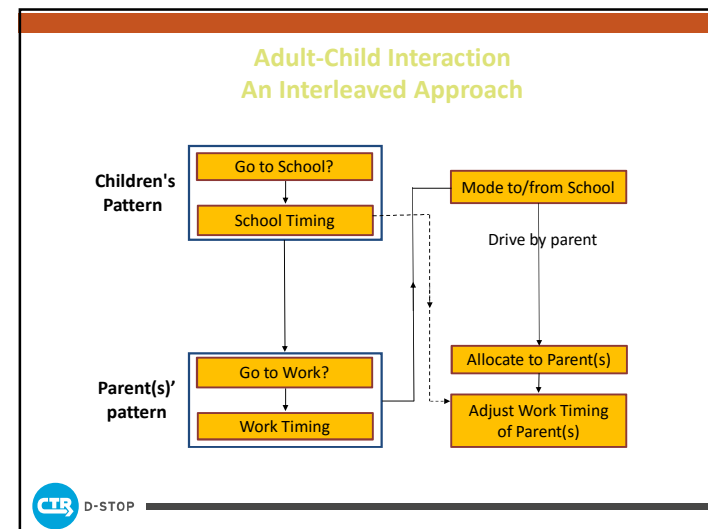 Adult-Child Interaction
An Interleaved Approach
Children's
Pattern
Go to School?
School Timing
Mode to/from School
Drive by parent
Parent(s)’
pattern
Go to Work?
Work Timing
Allocate to Parent(s)
Adjust Work Timing
of Parent(s)
CTR D-STOP